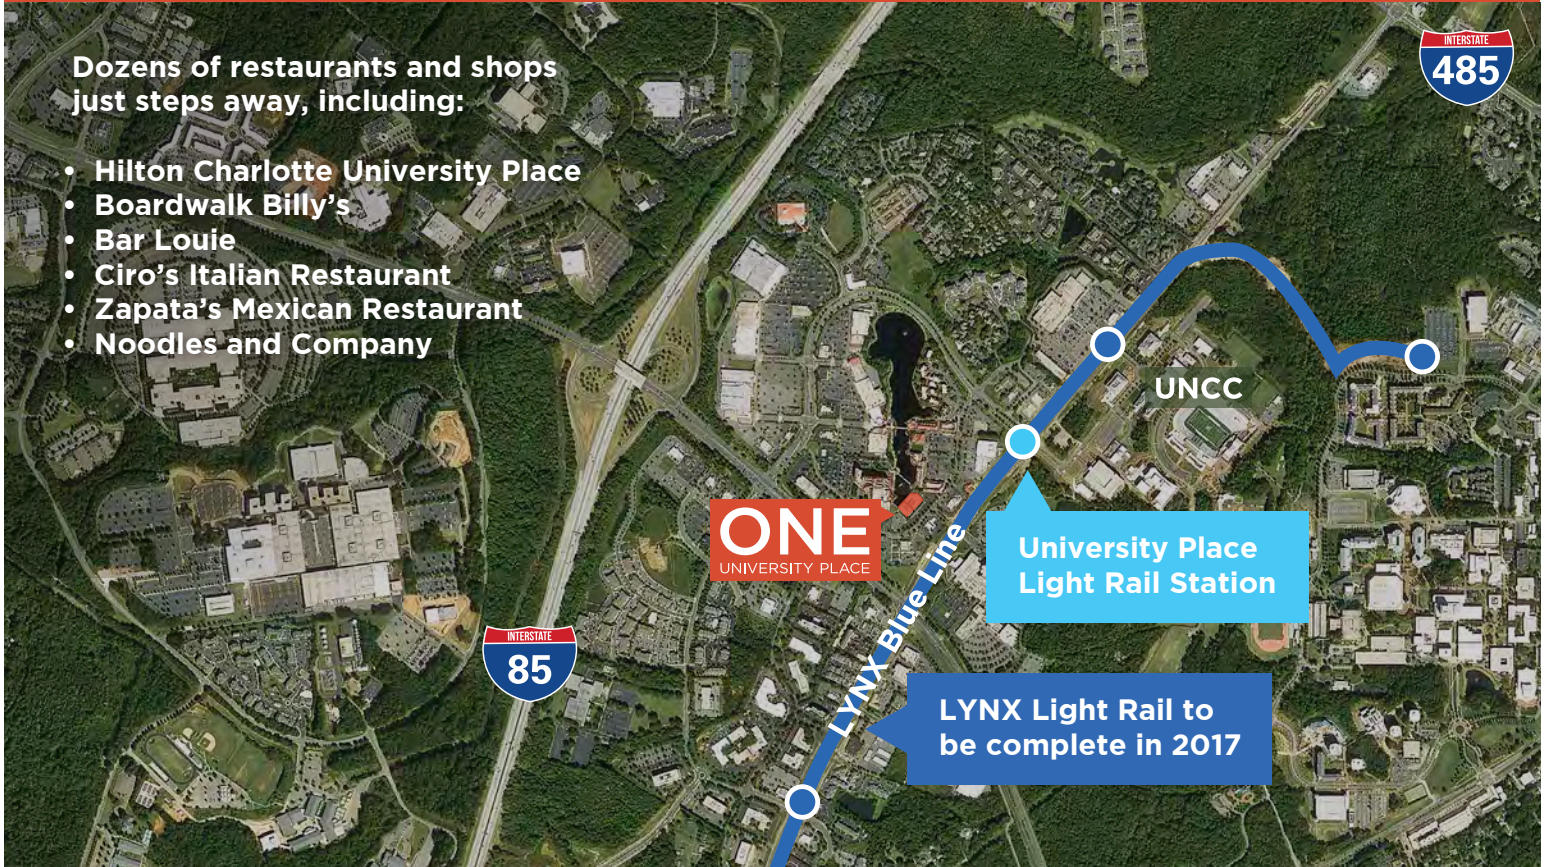 Dozens of restaurants and shops
just steps away, including:
• Hilton Charlotte University Place
• Boardwalk Billy’s
• Bar Louie
• Ciro’s Italian Restaurant
• Zapata’s Mexican Restaurant
• Noodles and Company
INTERSTATE
485
UNCC
ONE
UNIVERSITY PLACE
University Place
Light Rail Station
LYNX Blue Line
INTERSTATE
85
LYNX Light Rail to
be complete in 2017